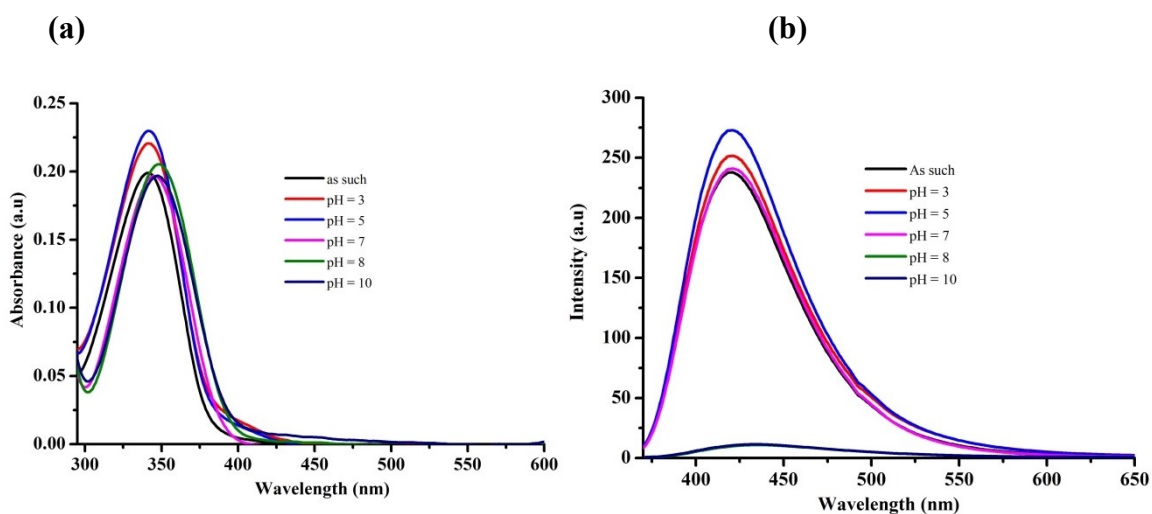 (a)
(b)
0.25
0.20
0.15
0.10
0.05
0.00
Absorbance (a.u)
300
350
400
450
500
550
600
Wavelength (nm)
as such
pH = 3
pH = 5
pH = 7
pH = 8
pH = 10
300
250
200
150
100
50
0
Intensity (a.u)
400
450
500
550
600
650
Wavelength (nm)
As such
pH = 3
pH = 5
pH = 7
pH = 8
pH = 10